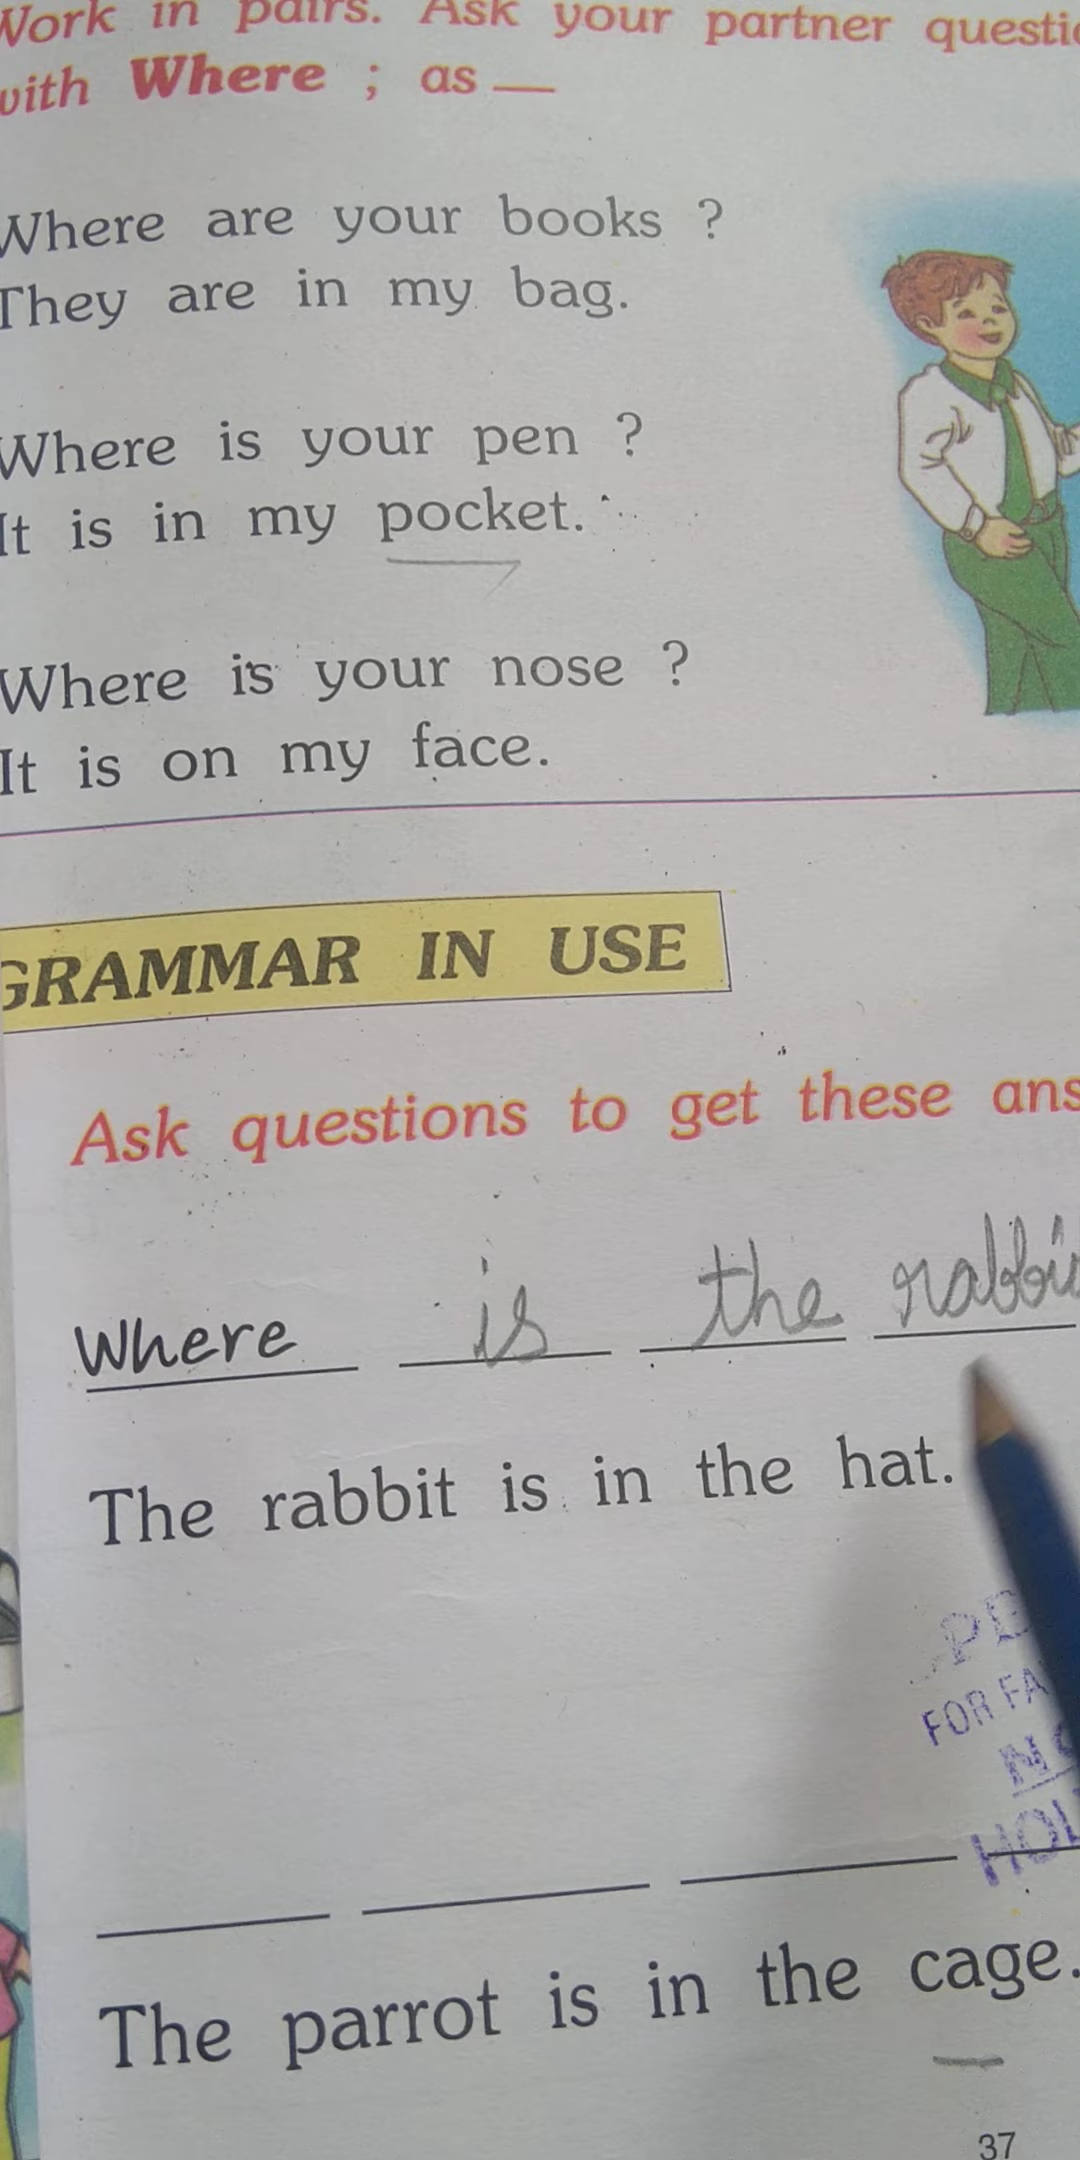 Work in pairs. Ask your partner
with Where ; as —
Where are your books ?
They are in my bag.
Where is your pen ?
It is in my pocket.
Where is your nose ?
It is on my face.
GRAMMAR IN USE
Ask questions to get these
Where is the
The rabbit is in the hat.
FOR
The parrot is in the cage.
37